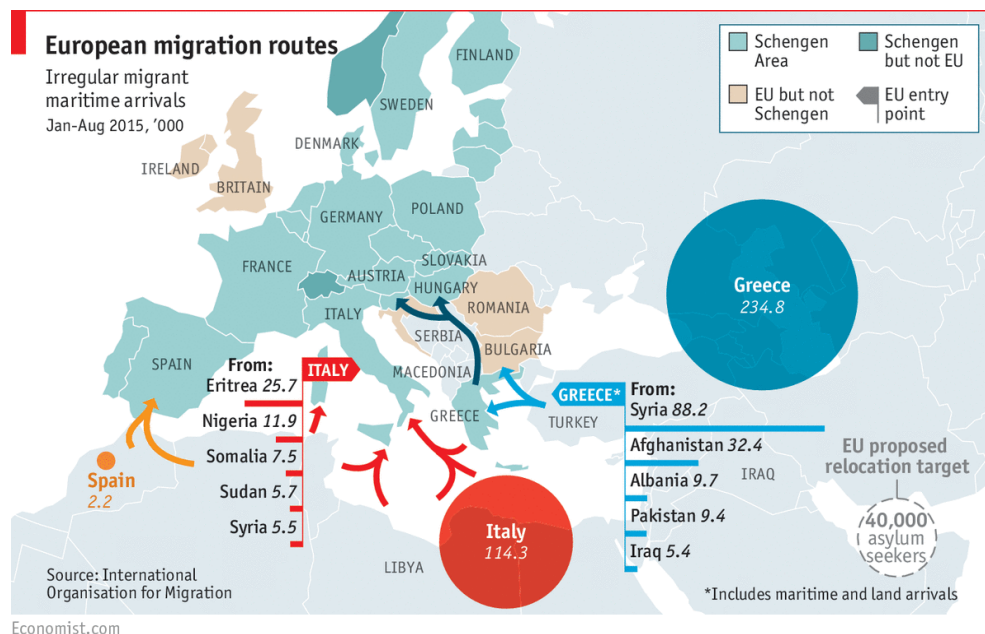 European migration routes
Irregular migrant
maritime arrivals
Jan-Aug 2015, ’000
Schengen
Area
Schengen
but not EU
EU but not
Schengen
EU entry
point
FINLAND
SWEDEN
DENMARK
IRELAND
BRITAIN
GERMANY
POLAND
SLOVAKIA
FRANCE
AUSTRIA
HUNGARY
ITALY
ROMANIA
SERBIA
BULGARIA
SPAIN
MACEDONIA
GREECE
TURKEY
IRAQ
LIBYA
Greece
234.8
Italy
114.3
Spain
2.2
ITALY
From:
Eritrea 25.7
Nigeria 11.9
Somalia 7.5
Sudan 5.7
Syria 5.5
GREECE*
From:
Syria 88.2
Afghanistan 32.4
Albania 9.7
Pakistan 9.4
Iraq 5.4
EU proposed
relocation target
40,000
asylum
seekers
Source: International
Organisation for Migration
*Includes maritime and land arrivals
Economist.com